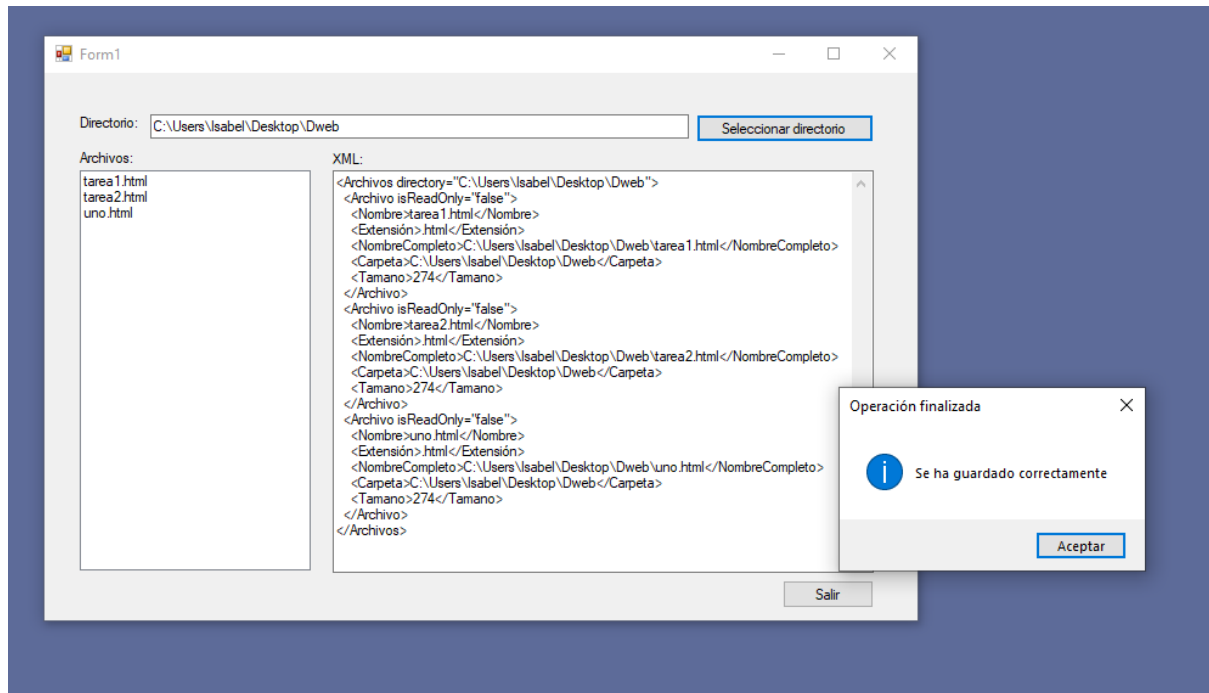 Form1
Directorio: C:\Users\Isabel\Desktop\Dweb Seleccionar directorio
Archivos:
tarea1.html
tarea2.html
uno.html
XML:
<Archivos directory="C:\Users\Isabel\Desktop\Dweb">
<Archivo isReadOnly="false">
<Nombre>tarea1.html</Nombre>
<Extensión>.html</Extensión>
<NombreCompleto>C:\Users\Isabel\Desktop\Dweb\tarea1.html</NombreCompleto>
<Carpeta>C:\Users\Isabel\Desktop\Dweb</Carpeta>
<Tamano>274</Tamano>
</Archivo>
<Archivo isReadOnly="false">
<Nombre>tarea2.html</Nombre>
<Extensión>.html</Extensión>
<NombreCompleto>C:\Users\Isabel\Desktop\Dweb\tarea2.html</NombreCompleto>
<Carpeta>C:\Users\Isabel\Desktop\Dweb</Carpeta>
<Tamano>274</Tamano>
</Archivo>
<Archivo isReadOnly="false">
<Nombre>uno.html</Nombre>
<Extensión>.html</Extensión>
<NombreCompleto>C:\Users\Isabel\Desktop\Dweb\uno.html</NombreCompleto>
<Carpeta>C:\Users\Isabel\Desktop\Dweb</Carpeta>
<Tamano>274</Tamano>
</Archivo>
</Archivos>
Operación finalizada
Se ha guardado correctamente
Aceptar
Salir